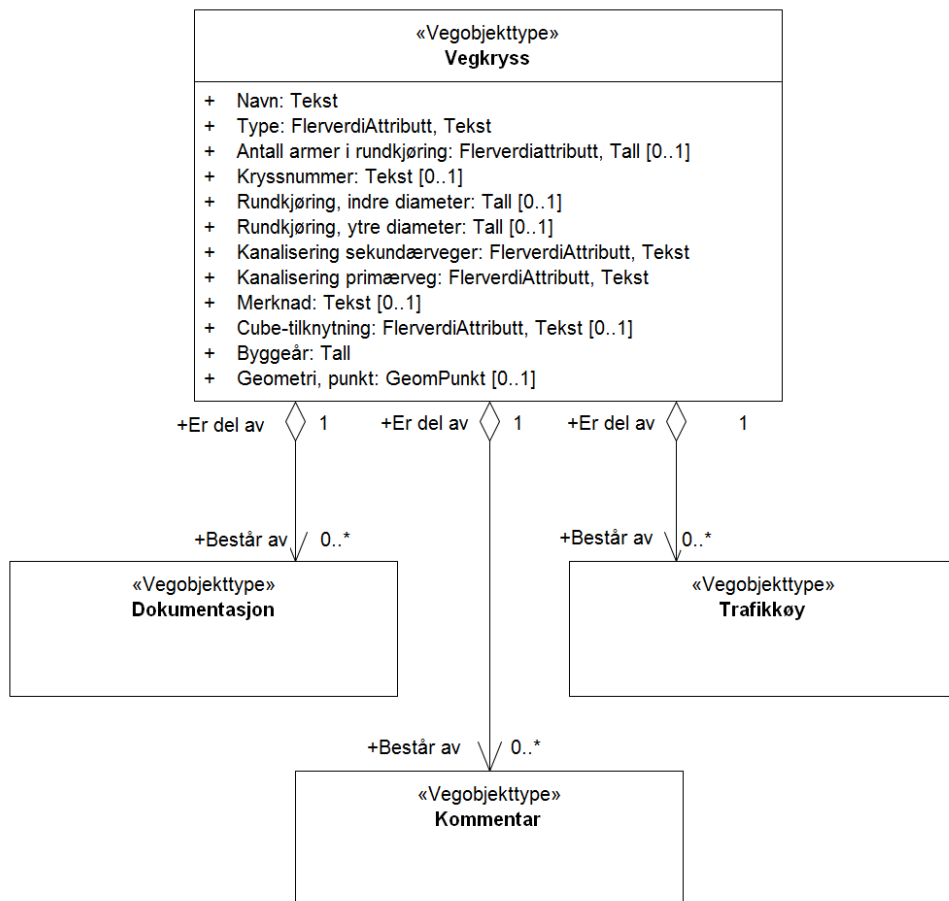 «Vegobjekttype»
Vegkryss
+ Navn: Tekst
+ Type: FlerverdiAttributt, Tekst
+ Antall armer i rundkjøring: Flerverdiattributt, Tall [0..1]
+ Kryssnummer: Tekst [0..1]
+ Rundkjøring, indre diameter: Tall [0..1]
+ Rundkjøring, ytre diameter: Tall [0..1]
+ Kanalisering sekundærveger: FlerverdiAttributt, Tekst
+ Kanalisering primærveg: FlerverdiAttributt, Tekst
+ Merknad: Tekst [0..1]
+ Cube-tilknytning: FlerverdiAttributt, Tekst [0..1]
+ Byggeår: Tall
+ Geometri, punkt: GeomPunkt [0..1]
+Er del av 1 +Er del av 1 +Er del av 1
+Består av 0..* +Består av 0..*
«Vegobjekttype»
Dokumentasjon
«Vegobjekttype»
Trafikkøy
+Består av 0..*
«Vegobjekttype»
Kommentar